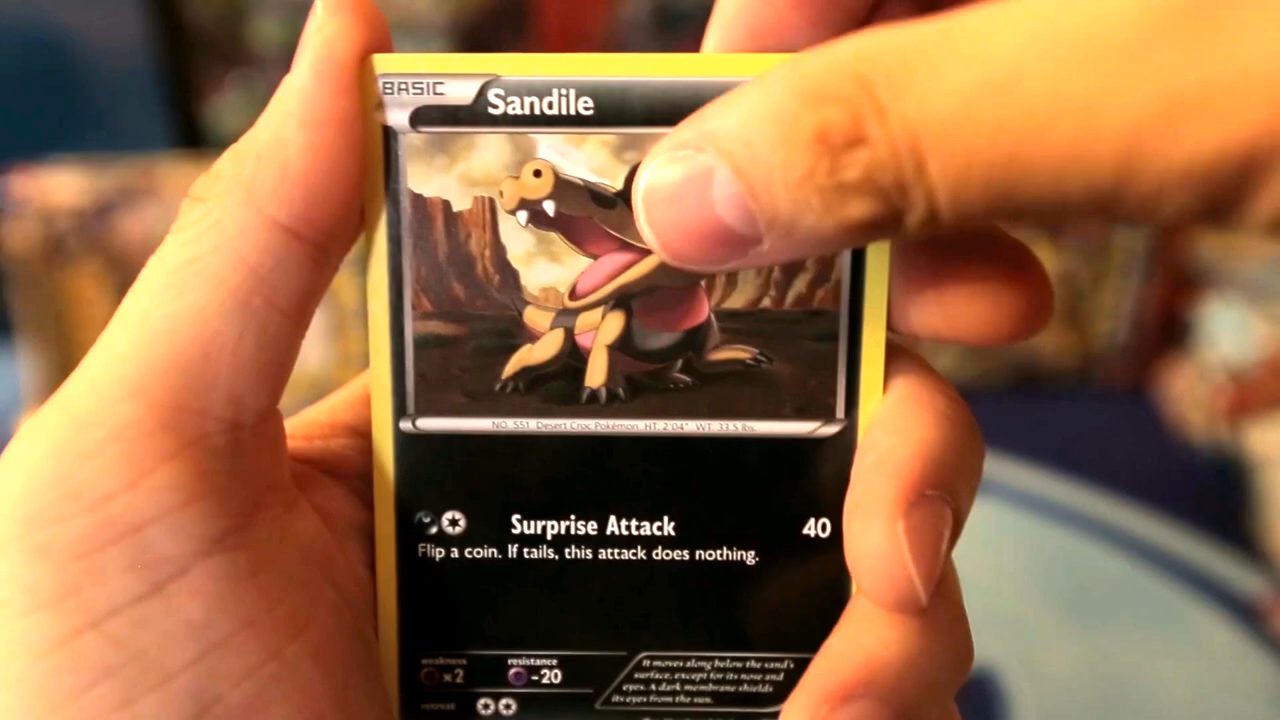 BASIC
Sandile
NO. 551 Desert Croc Pokémon HT. 2'04" WT. 33.5 lbs.
Surprise Attack 40
Flip a coin. If tails, this attack does nothing.
weakness resistance
×2 -20
It moves along below the sand's
surface, except for its nose and
eyes. A dark membrane shields
its eyes from the sun.
retreat